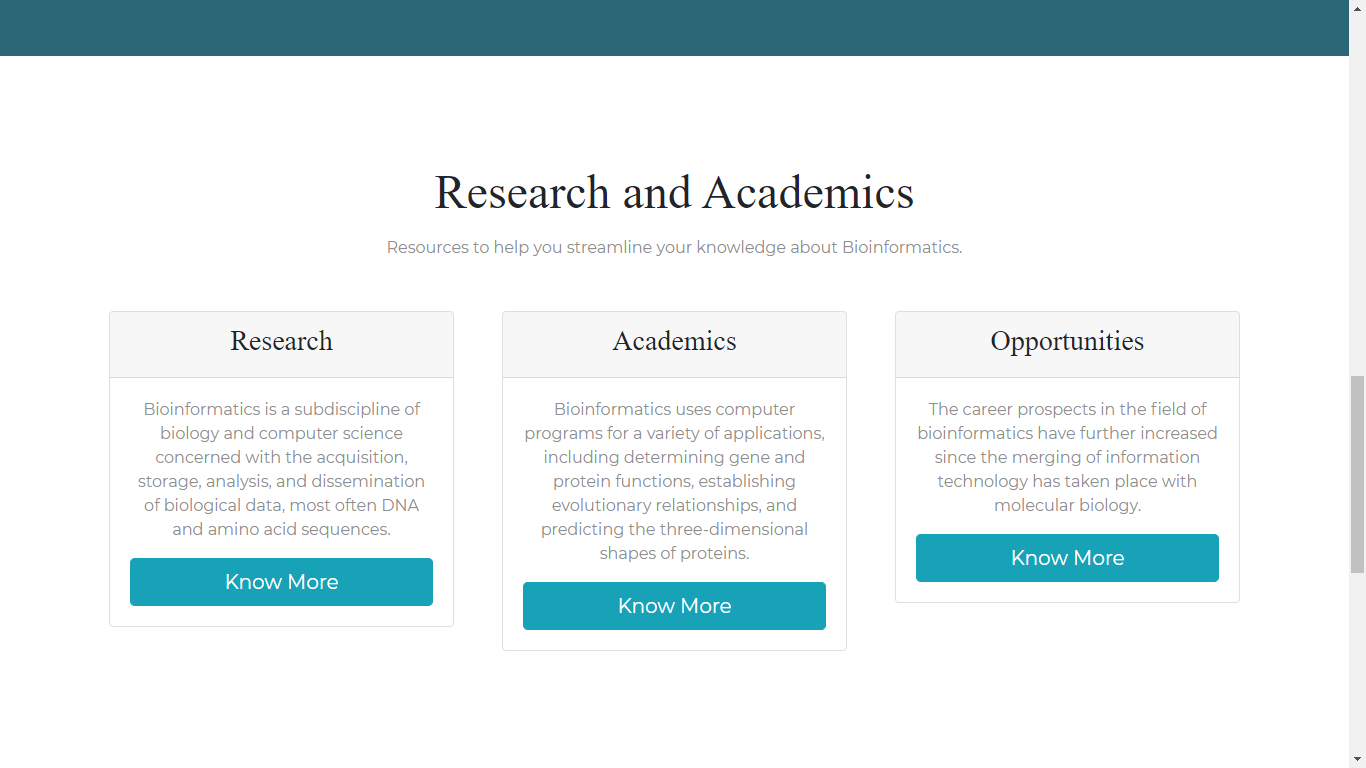 Research and Academics
Resources to help you streamline your knowledge about Bioinformatics.
Research
Bioinformatics is a subdiscipline of
biology and computer science
concerned with the acquisition,
storage, analysis, and dissemination
of biological data, most often DNA
and amino acid sequences.
Know More
Academics
Bioinformatics uses computer
programs for a variety of applications,
including determining gene and
protein functions, establishing
evolutionary relationships, and
predicting the three-dimensional
shapes of proteins.
Know More
Opportunities
The career prospects in the field of
bioinformatics have further increased
since the merging of information
technology has taken place with
molecular biology.
Know More